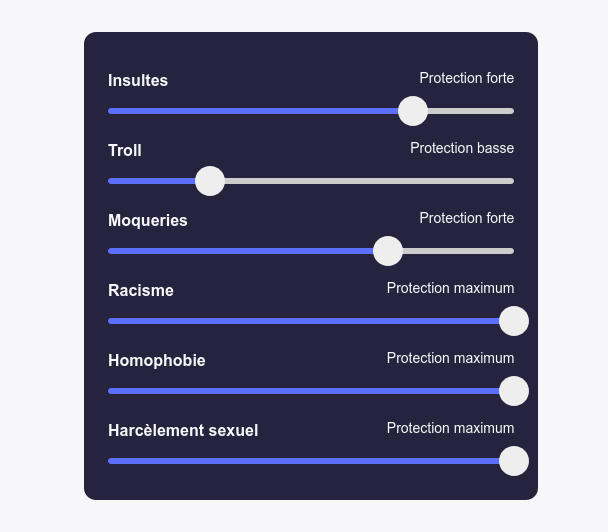 Insultes Protection forte
Troll Protection basse
Moqueries Protection forte
Racisme Protection maximum
Homophobie Protection maximum
Harcèlement sexuel Protection maximum